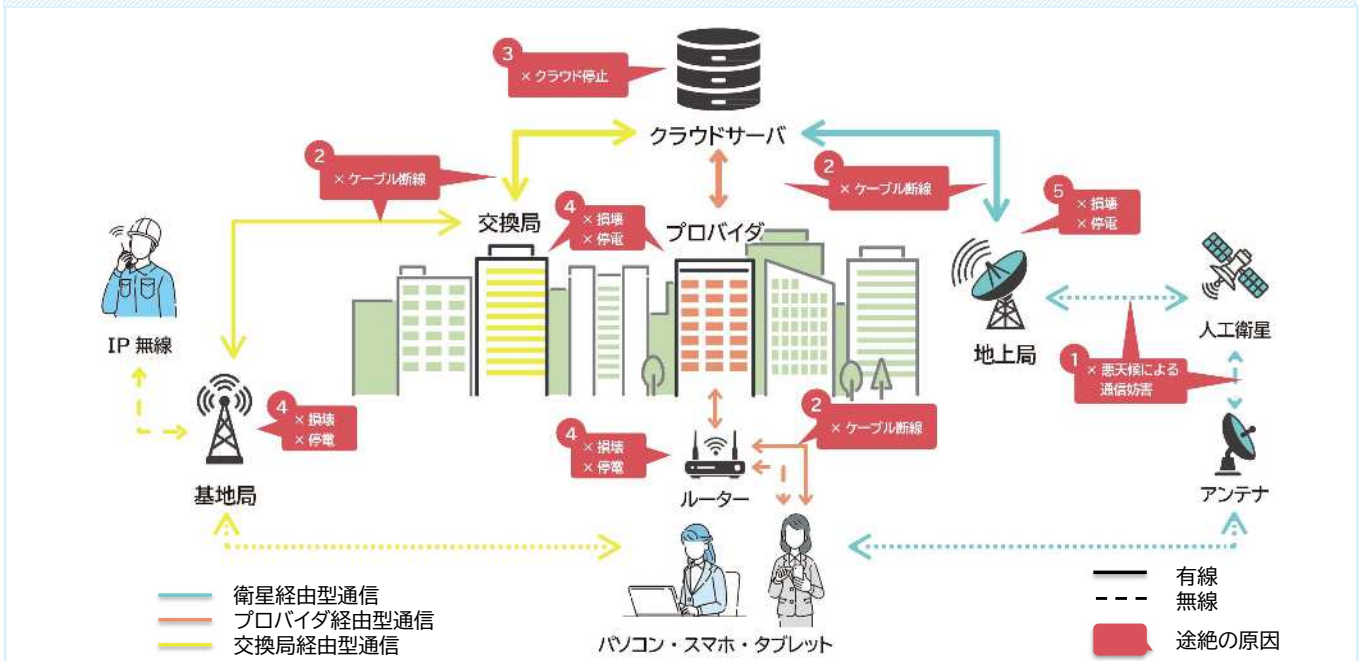 3
× クラウド停止
クラウドサーバ
2
× ケーブル断線
2
× ケーブル断線
5
× 損壊
× 停電
交換局
4
× 損壊
× 停電
プロバイダ
IP 無線
地上局
人工衛星
1
× 悪天候による
通信妨害
4
× 損壊
× 停電
基地局
4
× 損壊
× 停電
ルーター
2
× ケーブル断線
アンテナ
衛星経由型通信
プロバイダ経由型通信
交換局経由型通信
パソコン・スマホ・タブレット
有線
無線
途絶の原因